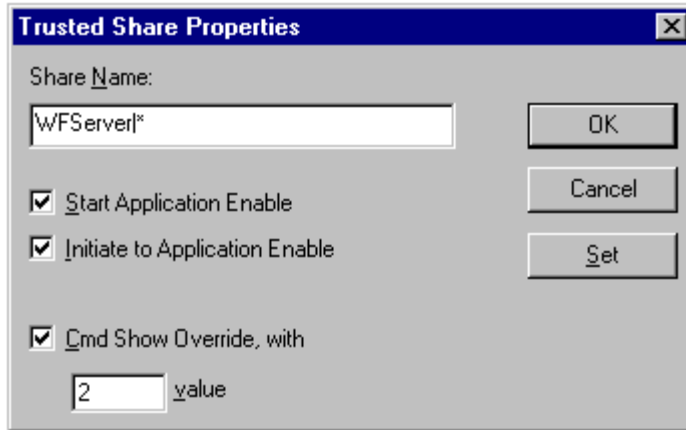 Trusted Share Properties
Share Name:
WFServer|*
OK
Cancel
Start Application Enable
Initiate to Application Enable
Set
Cmd Show Override, with
2 value